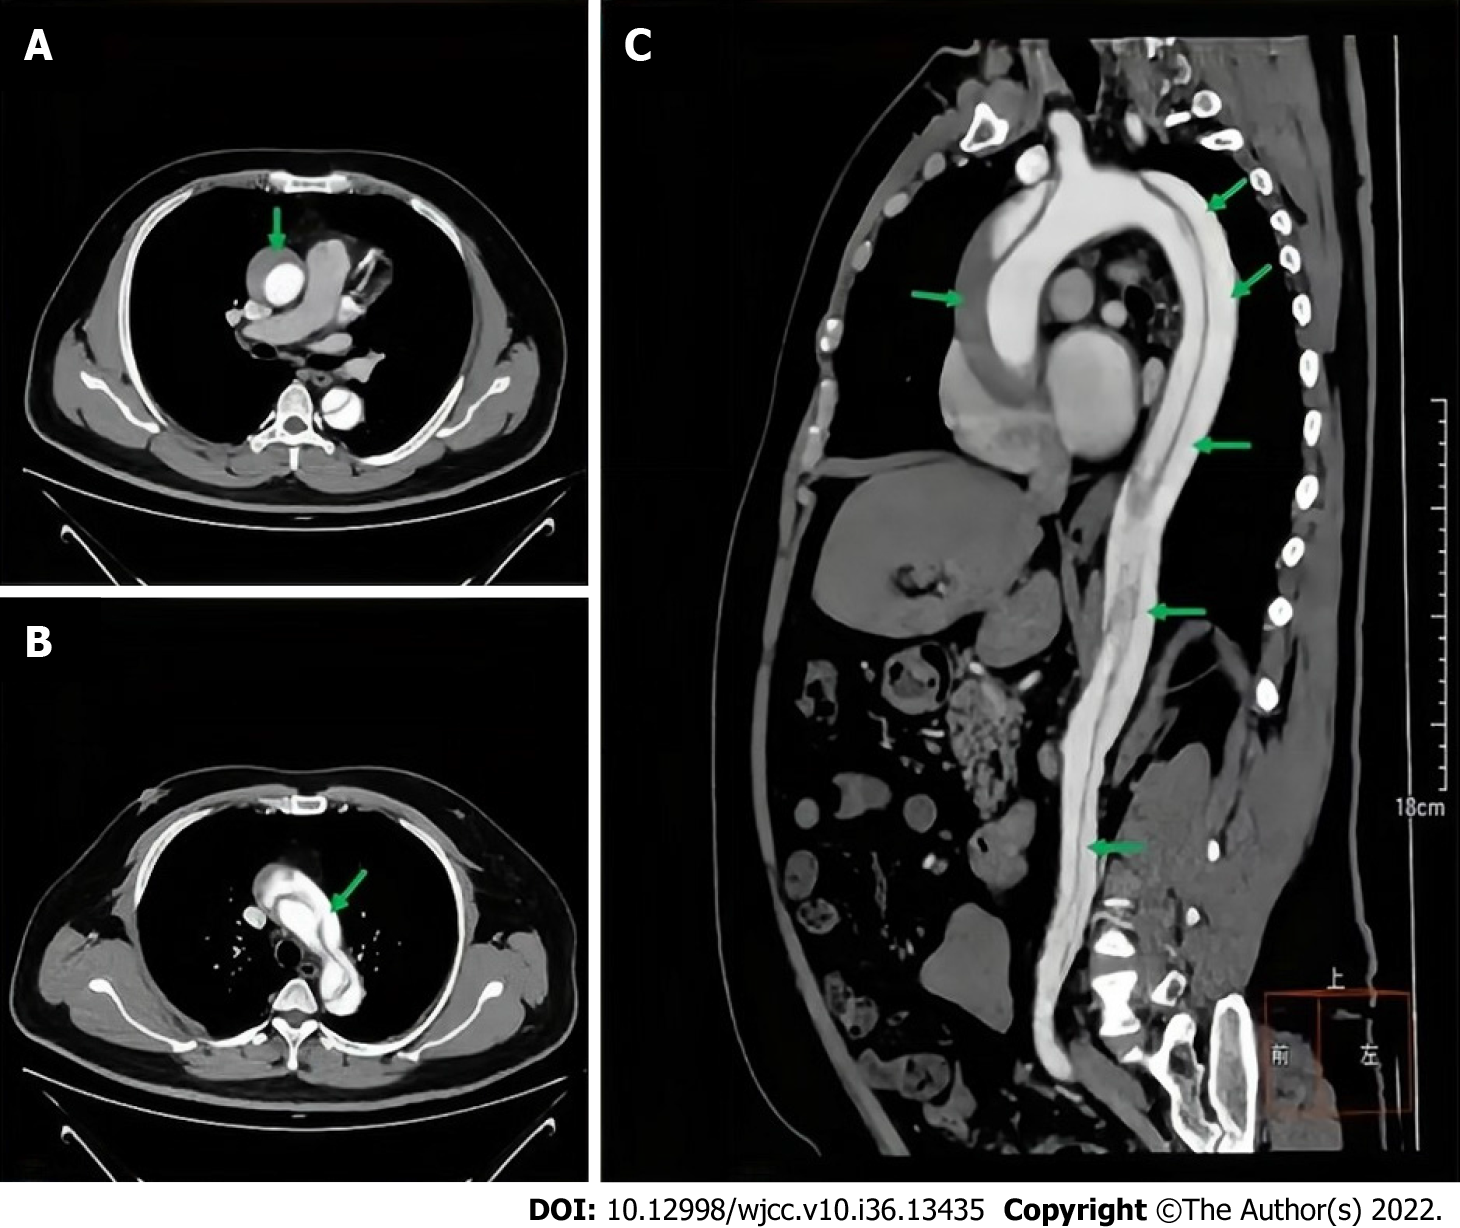 A
B
C
18cm
上
前
左
DOI: 10.12998/wjcc.v10.i36.13435 Copyright ©The Author(s) 2022.